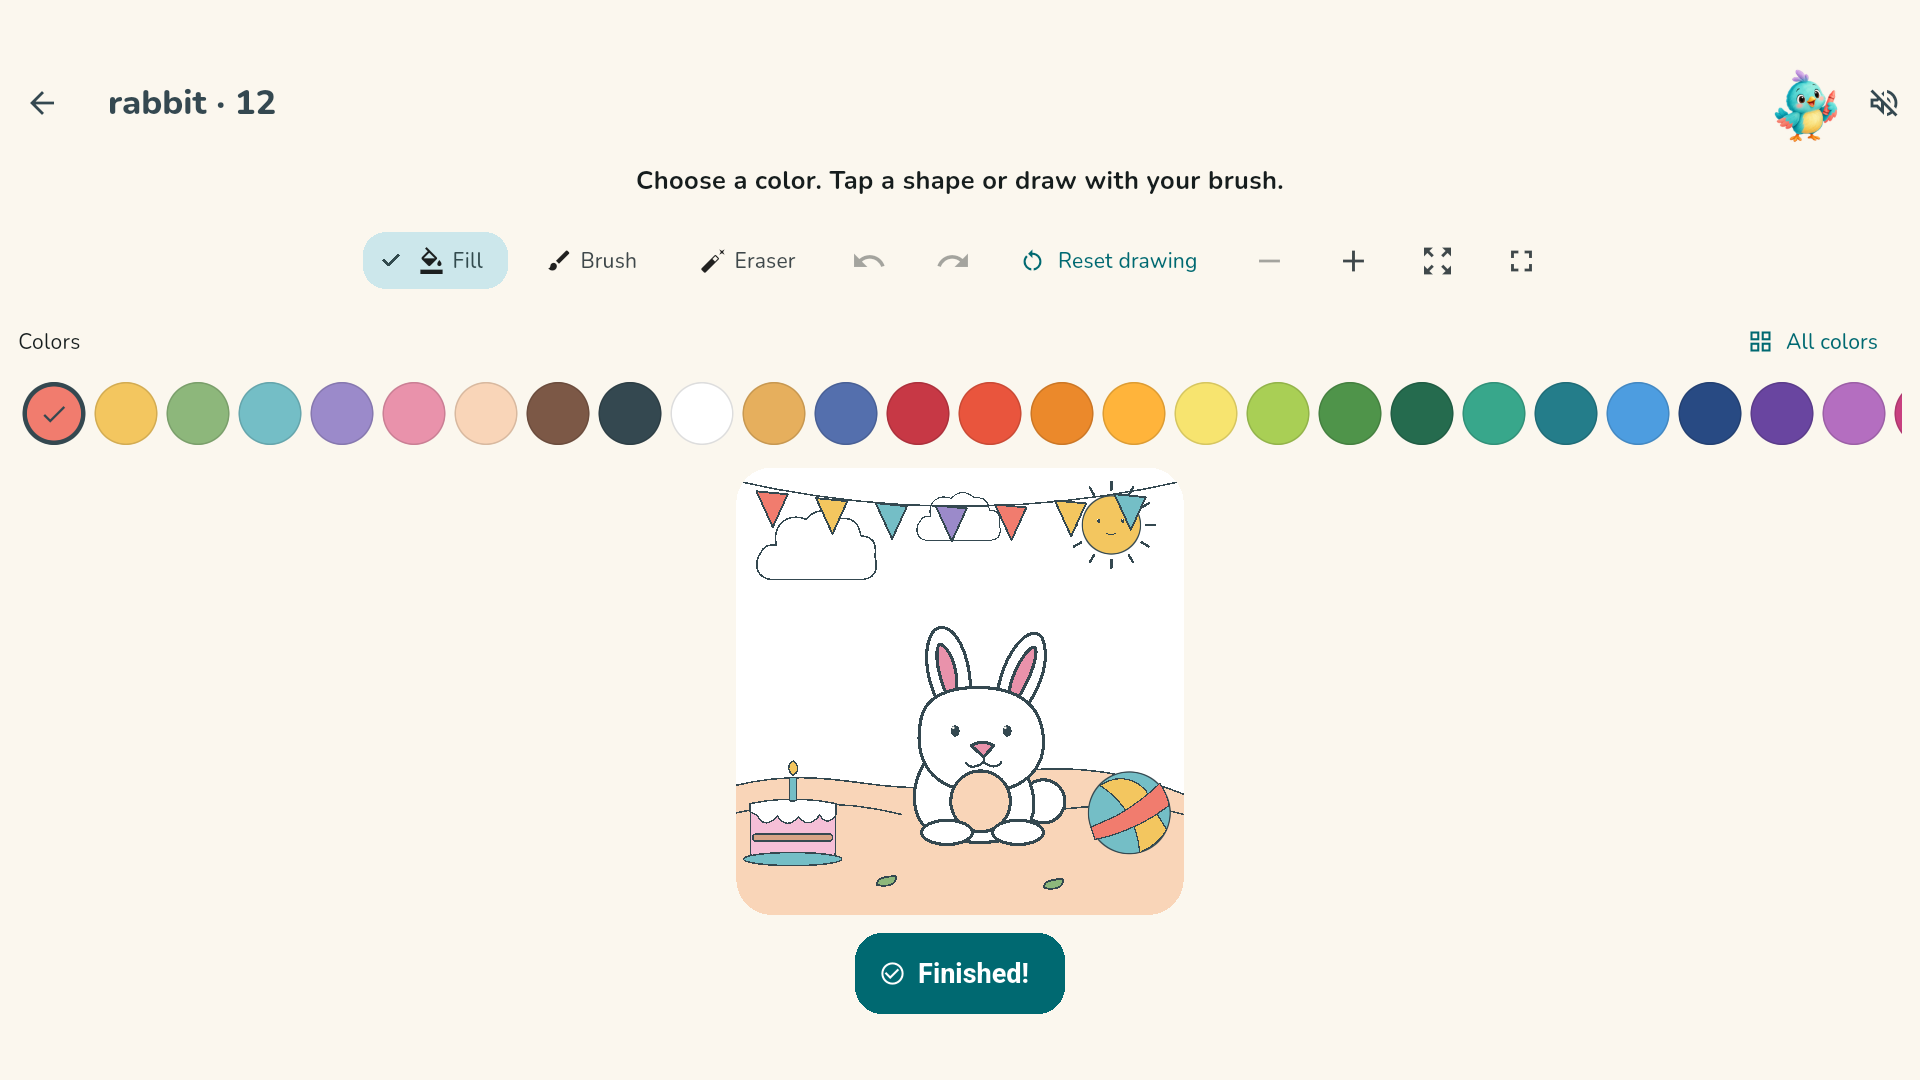 rabbit · 12
Choose a color. Tap a shape or draw with your brush.
Fill
Brush
Eraser
Reset drawing
Colors
All colors
Finished!